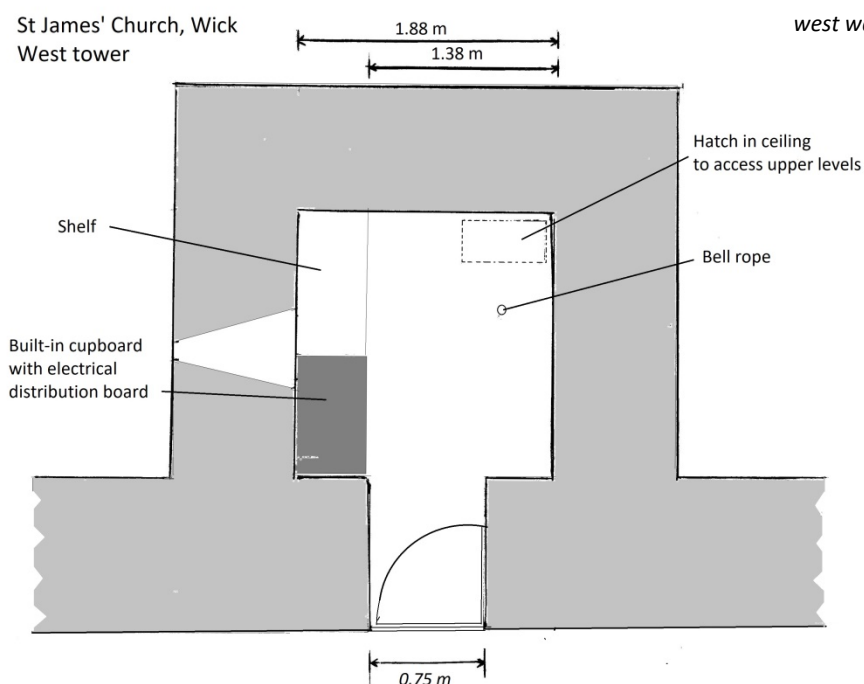 St James' Church, Wick
West tower
1.88 m
1.38 m
west
Hatch in ceiling
to access upper levels
Shelf
Bell rope
Built-in cupboard
with electrical
distribution board
0.75 m